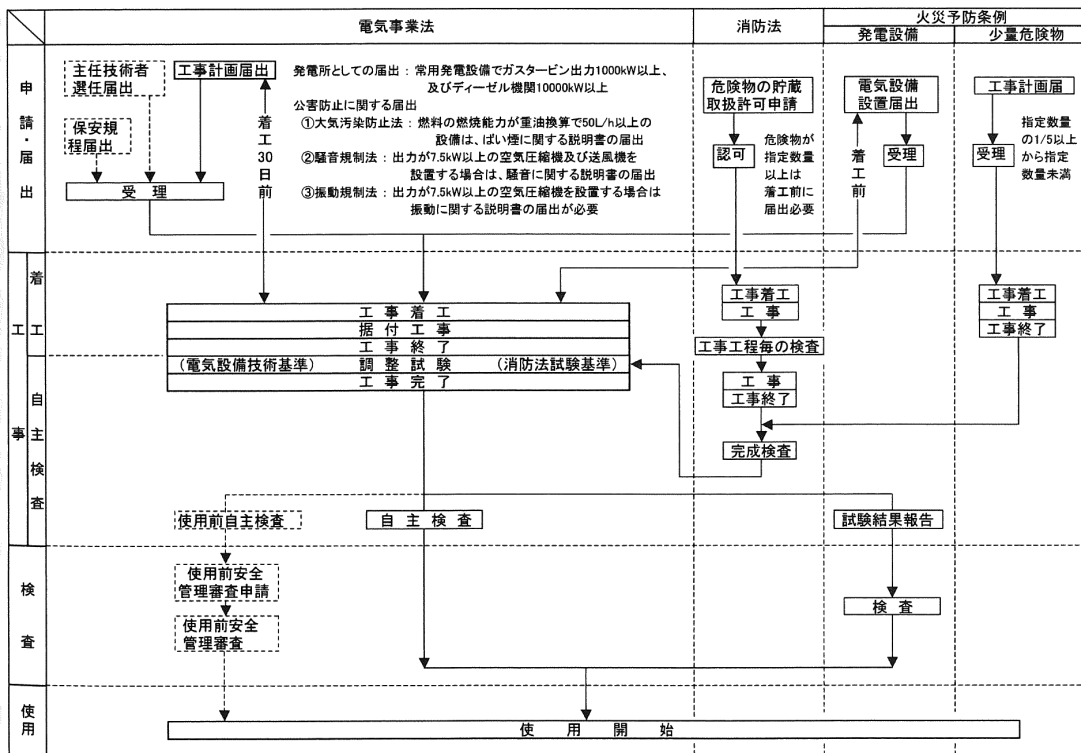 電気事業法
消防法
火災予防条例
発電設備
少量危険物
申請・届出
主任技術者
選任届出
工事計画届出
保安規
程届出
受理
着工30日前
発電所としての届出：常用発電設備でガスタービン出力1000kW以上、
及びディーゼル機関10000kW以上
公害防止に関する届出
①大気汚染防止法：燃料の燃焼能力が重油換算で50L/h以上の
設備は、ばい煙に関する説明書の届出
②騒音規制法：出力が7.5kW以上の空気圧縮機及び送風機を
設置する場合は、騒音に関する説明書の届出
③振動規制法：出力が7.5kW以上の空気圧縮機を設置する場合は
振動に関する説明書の届出が必要
危険物の貯蔵
取扱許可申請
認可
危険物が
指定数量
以上は
着工前に
届出必要
電気設備
設置届出
着工前
受理
工事計画届
受理
指定数量
の1/5以上
から指定
数量未満
工事
着工
自主検査
工事着工
据付工事
工事終了
(電気設備技術基準) 調整試験 (消防法試験基準)
工事完了
工事着工
工事
工事工程毎の検査
工事
工事終了
完成検査
工事着工
工事
工事終了
使用前自主検査
自主検査
試験結果報告
検査
使用前安全
管理審査申請
使用前安全
管理審査
検査
使用
使用開始